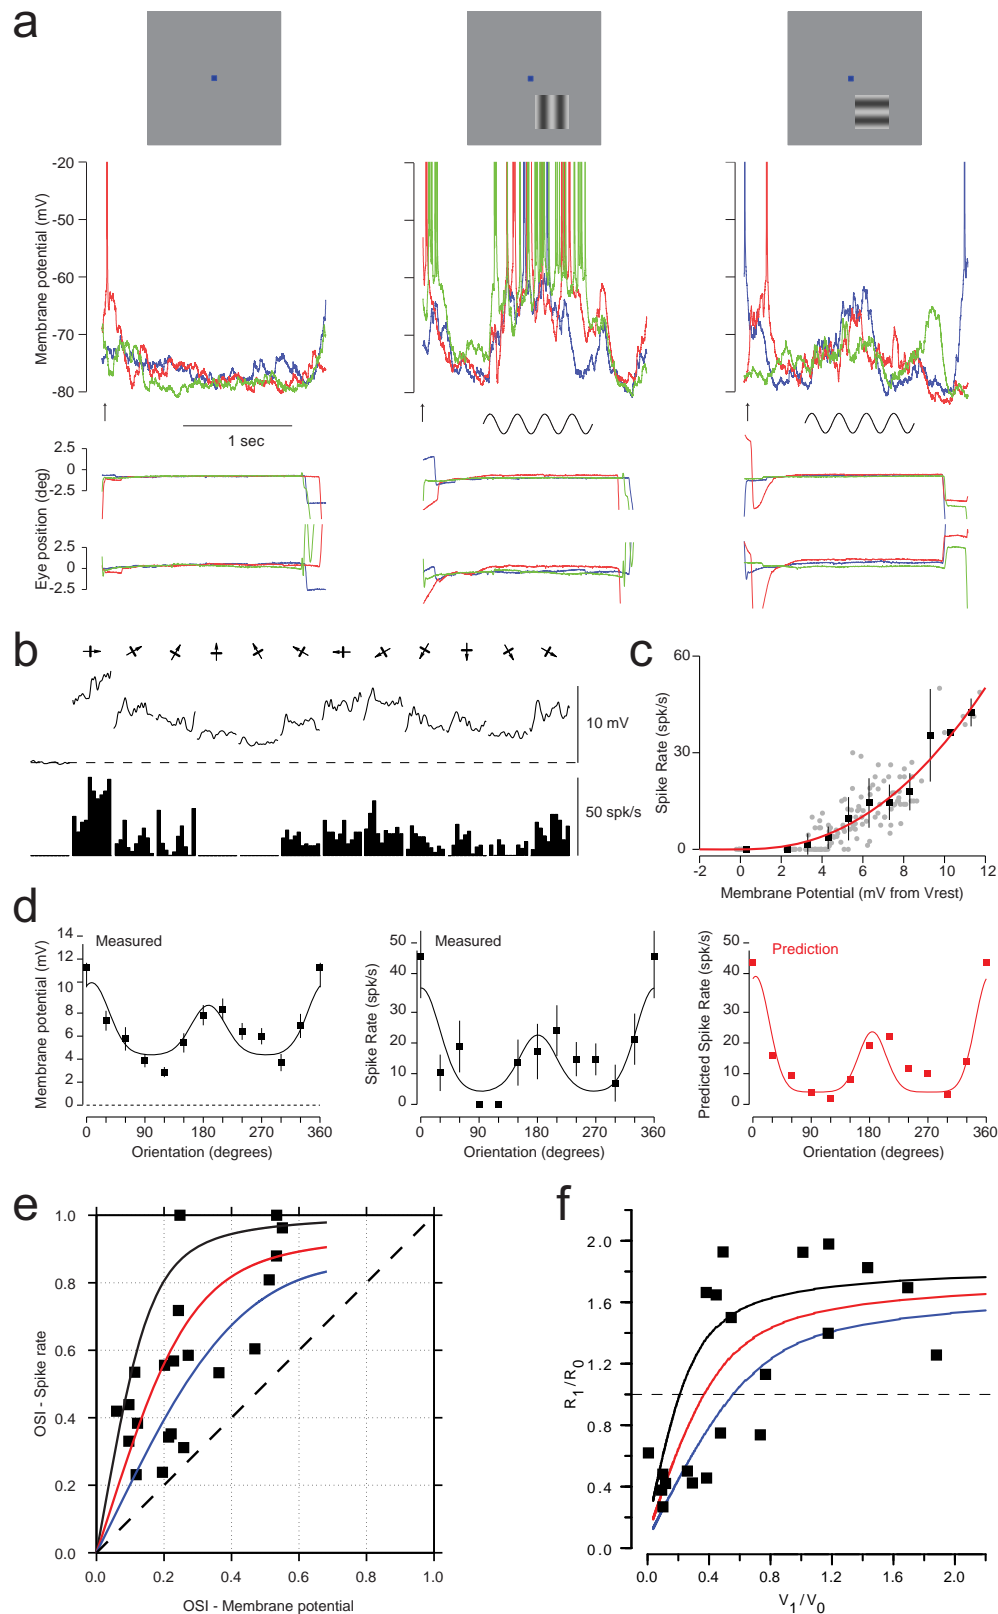 a
Membrane potential (mV)
-20
-50
-60
-70
-80
1 sec
Eye position (deg)
2.5
0
-2.5
2.5
0
-2.5
b
10 mV
50 spk/s
c
Spike Rate (spk/s)
60
30
0
-2 0 2 4 6 8 10 12
Membrane Potential (mV from Vrest)
d
Measured
Membrane potential (mV)
14
12
10
8
6
4
2
0
0 90 180 270 360
Orientation (degrees)
Measured
Spike Rate (spk/s)
50
40
30
20
10
0
0 90 180 270 360
Orientation (degrees)
Prediction
Predicted Spike Rate (spk/s)
50
40
30
20
10
0
0 90 180 270 360
Orientation (degrees)
e
OSI - Spike rate
1.0
0.8
0.6
0.4
0.2
0.0
0.0 0.2 0.4 0.6 0.8 1.0
OSI - Membrane potential
f
R1/R0
2.0
1.6
1.2
0.8
0.4
0.0
0.0 0.4 0.8 1.2 1.6 2.0
V1/V0